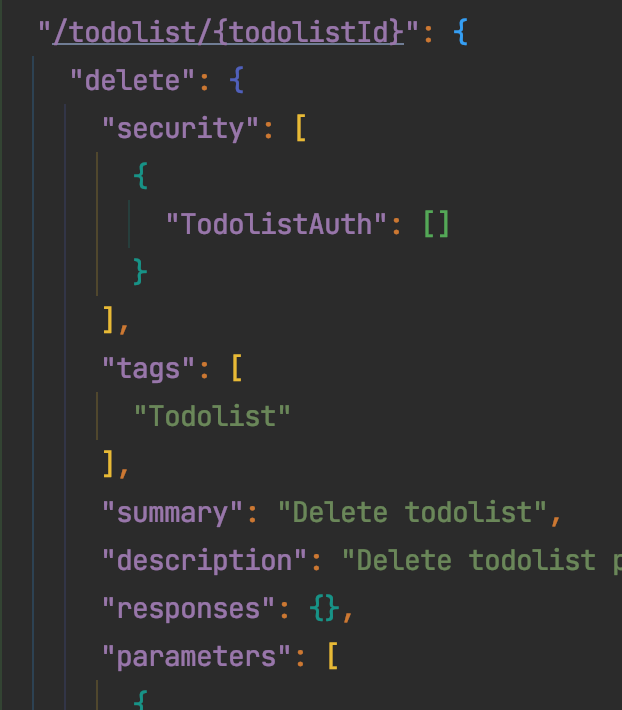 "/todolist/{todolistId}": {
"delete": {
"security": [
{
"TodolistAuth": []
}
],
"tags": [
"Todolist"
],
"summary": "Delete todolist",
"description": "Delete todolist
"responses": {},
"parameters": [
{